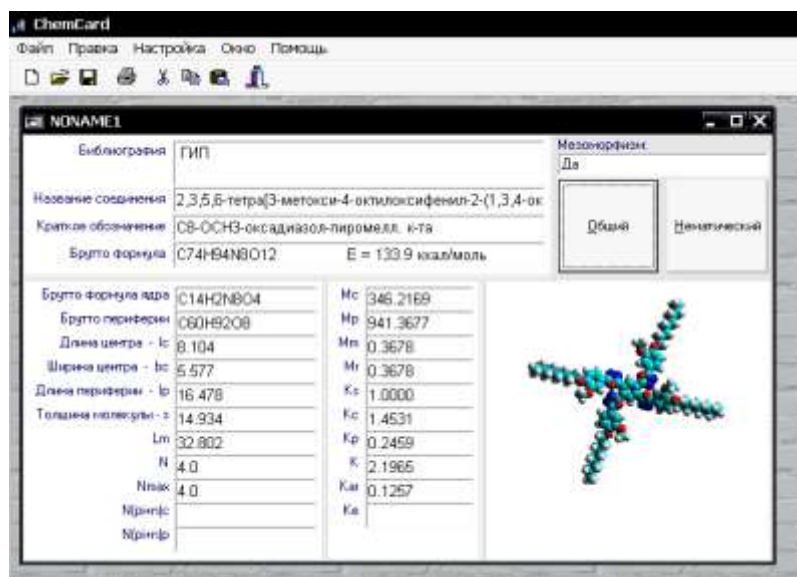 ChemCard
Файл Правка Настройка Окно Помощь
NONAME1
Библиография ГИП
Мезоморфизм:
Да
Название соединения 2,3,5,6-тетра[3-метокси-4-октилоксифенил-2-(1,3,4-ок
Краткое обозначение C8-OCH3-оксадиазол-пиромелл. к-та
Брутто формула C74H94N8O12 E = 133.9 ккал/моль
Общий
Нематический
Брутто формула ядра C14H2N8O4
Брутто периферии C60H92O8
Длина центра - lc 8.104
Ширина центра - bc 5.577
Длина периферии - lp 16.478
Толщина молекулы - s 14.934
Lm 32.802
N 4.0
Nmax 4.0
N(p+n)c
N(p+n)p
Mc 346.2169
Mp 941.3677
Mm 0.3678
Mr 0.3678
Ks 1.0000
Kc 1.4531
Kp 0.2459
K 2.1965
Kar 0.1257
Ke